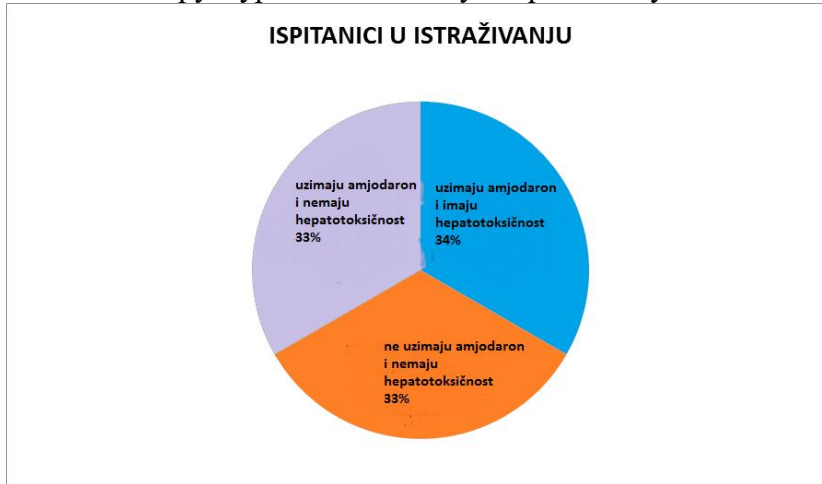 ISPITANICI U ISTRAŽIVANJU
uzimaju amjodaron
i nemaju
hepatotoksičnost
33%
uzimaju amjodaron
i imaju
hepatotoksičnost
34%
ne uzimaju amjodaron
i nemaju
hepatotoksičnost
33%